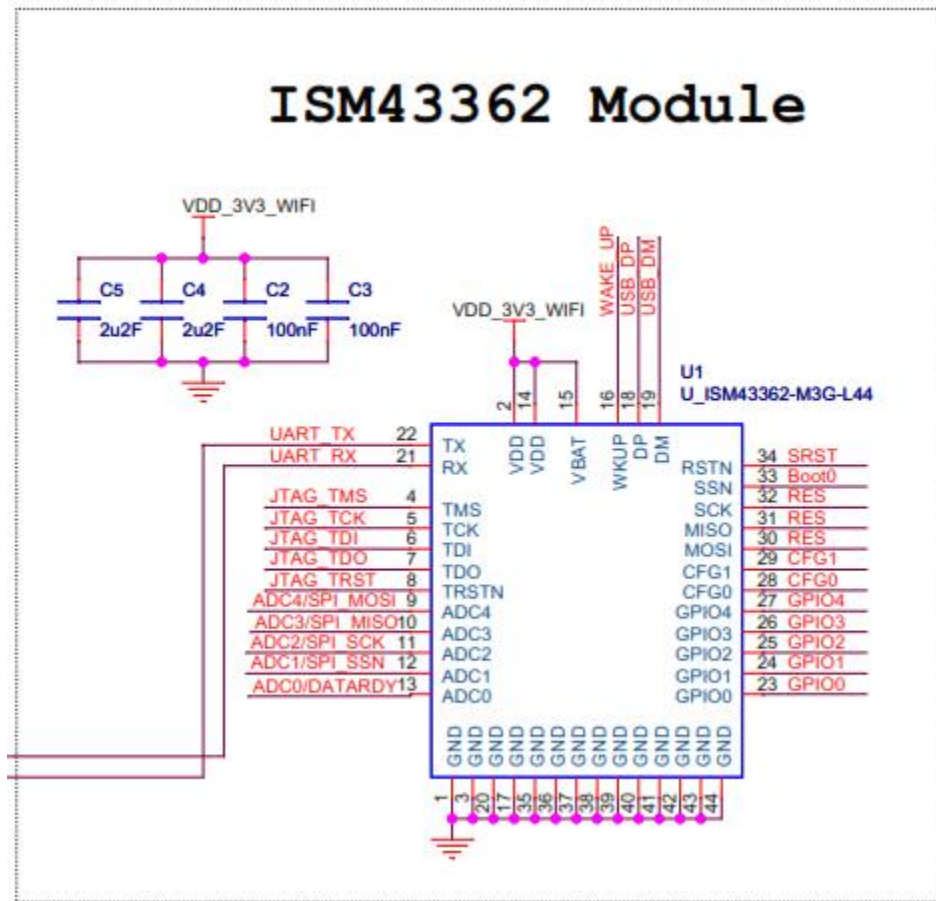 ISM43362 Module
VDD_3V3_WIFI
C5
2u2F
C4
2u2F
C2
100nF
C3
100nF
VDD_3V3_WIFI
WAKE_UP
USB_DP
USB_DM
2
14
15
16
18
19
U1
U_ISM43362-M3G-L44
VDD
VDD
VBAT
WKUP
DP
DM
UART_TX 22 TX
UART_RX 21 RX
JTAG_TMS 4 TMS
JTAG_TCK 5 TCK
JTAG_TDI 6 TDI
JTAG_TDO 7 TDO
JTAG_TRST 8 TRSTN
ADC4/SPI_MOSI 9 ADC4
ADC3/SPI_MISO 10 ADC3
ADC2/SPI_SCK 11 ADC2
ADC1/SPI_SSN 12 ADC1
ADC0/DATARDY 13 ADC0
RSTN 34 SRST
SSN 33 Boot0
SCK 32 RES
MISO 31 RES
MOSI 30 RES
CFG1 29 CFG1
CFG0 28 CFG0
GPIO4 27 GPIO4
GPIO3 26 GPIO3
GPIO2 25 GPIO2
GPIO1 24 GPIO1
GPIO0 23 GPIO0
GND GND GND GND GND GND GND GND GND GND GND GND GND GND
1 3 20 17 35 36 37 38 39 40 41 42 43 44